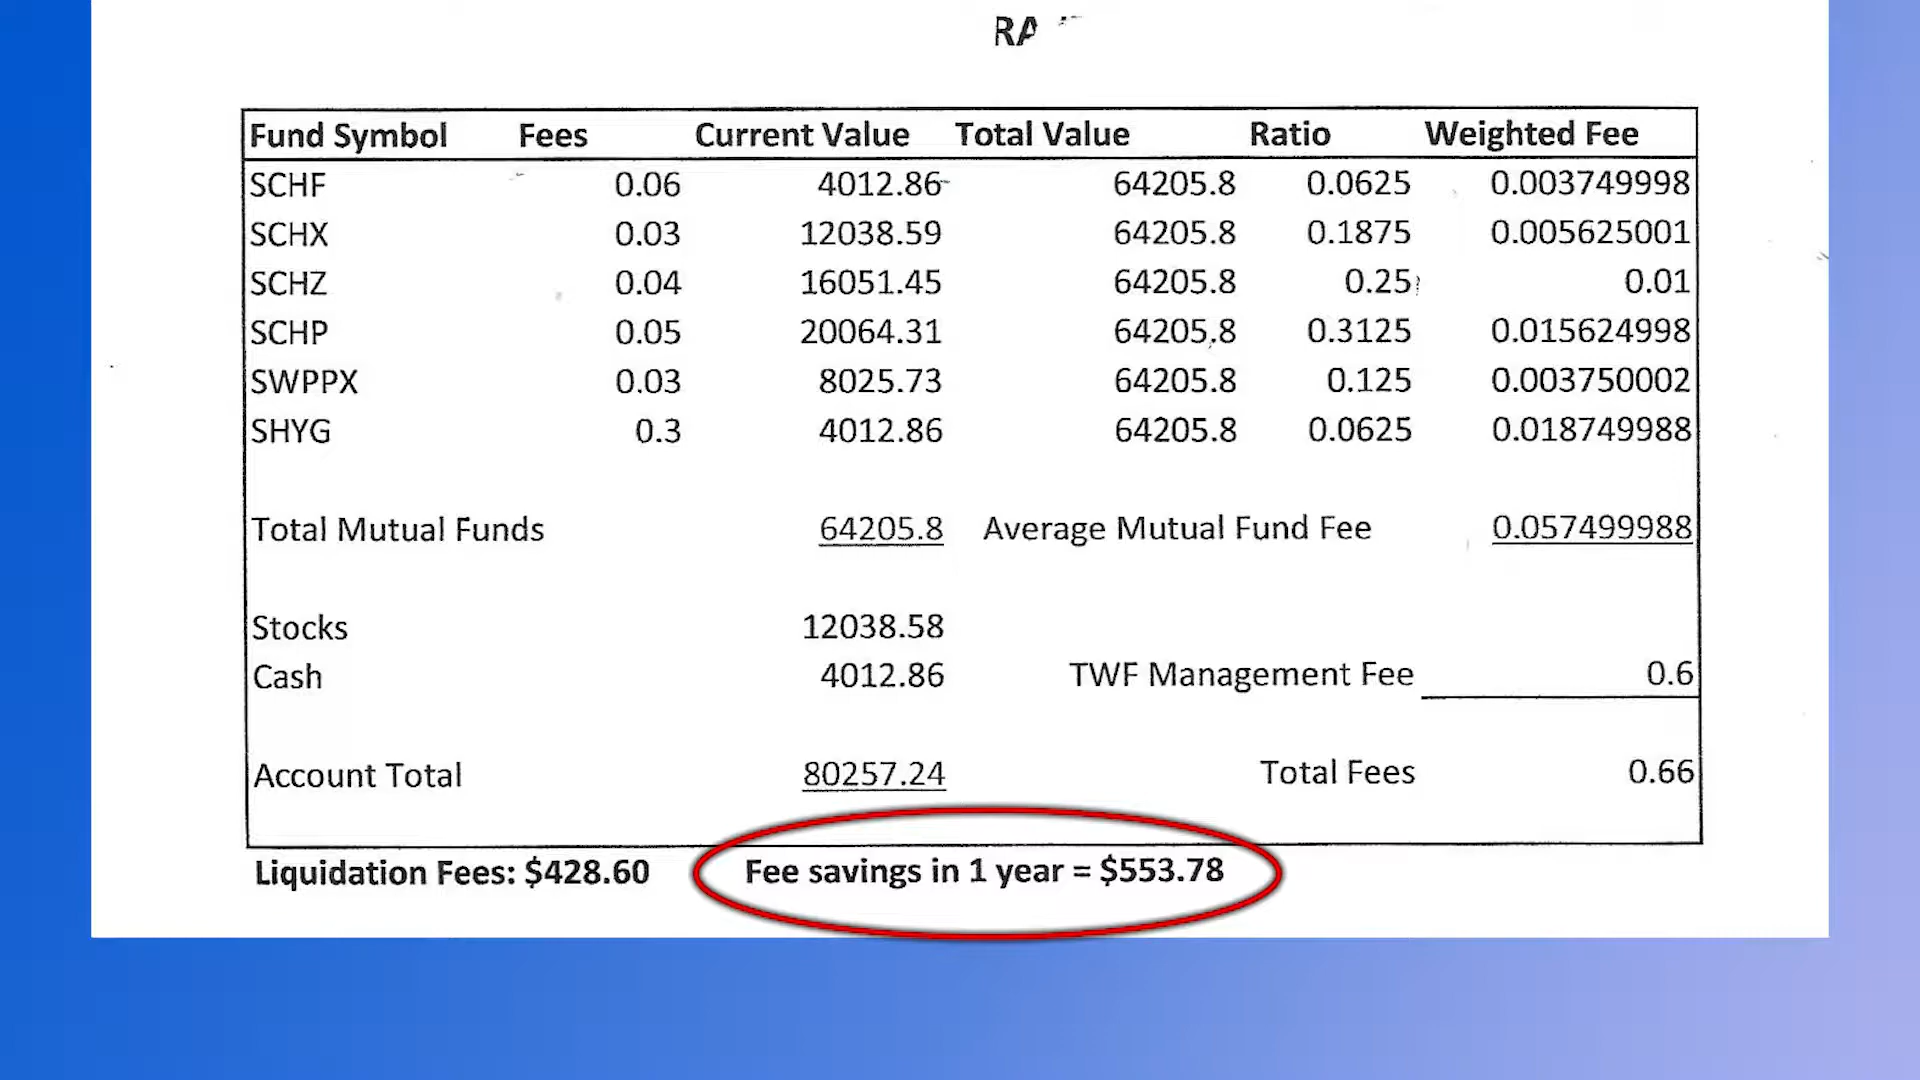 Fund Symbol Fees Current Value Total Value Ratio Weighted Fee
SCHF 0.06 4012.86 64205.8 0.0625 0.003749998
SCHX 0.03 12038.59 64205.8 0.1875 0.005625001
SCHZ 0.04 16051.45 64205.8 0.25 0.01
SCHP 0.05 20064.31 64205.8 0.3125 0.015624998
SWPPX 0.03 8025.73 64205.8 0.125 0.003750002
SHYG 0.3 4012.86 64205.8 0.0625 0.018749988
Total Mutual Funds 64205.8 Average Mutual Fund Fee 0.057499988
Stocks 12038.58
Cash 4012.86 TWF Management Fee 0.6
Account Total 80257.24 Total Fees 0.66
Liquidation Fees: $428.60 Fee savings in 1 year = $553.78